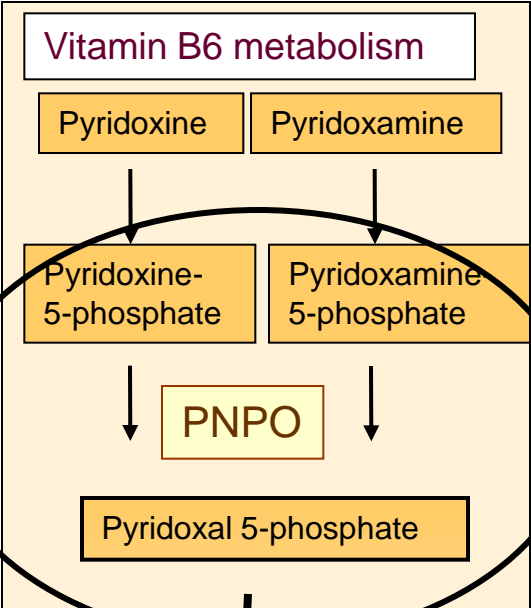 Vitamin B6 metabolism
Pyridoxine
Pyridoxamine
Pyridoxine-
5-phosphate
Pyridoxamine
5-phosphate
PNPO
Pyridoxal 5-phosphate